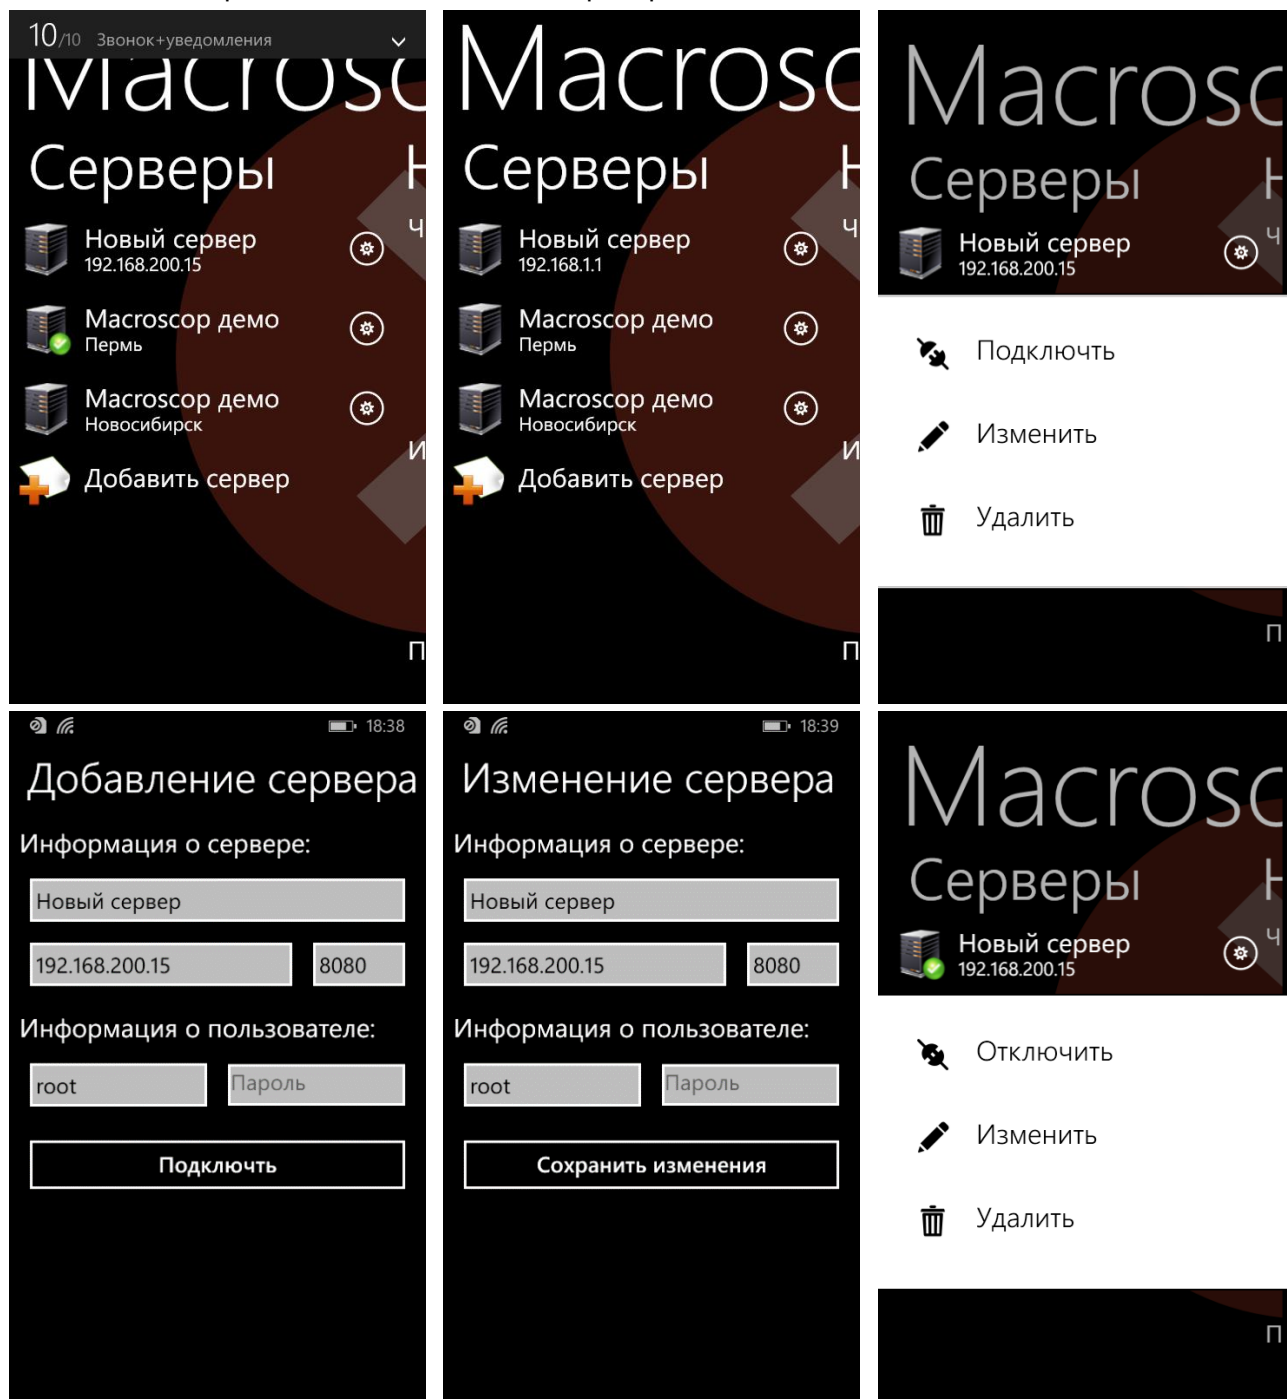 10/10 Звонок+уведомления
Macrosc
Серверы
Новый сервер
192.168.200.15
Macroscop демо
Пермь
Macroscop демо
Новосибирск
Добавить сервер
Ч
И
П
Macrosc
Серверы
Новый сервер
192.168.1.1
Macroscop демо
Пермь
Macroscop демо
Новосибирск
Добавить сервер
Ч
И
П
Macrosc
Серверы
Новый сервер
192.168.200.15
Ч
Подключть
Изменить
Удалить
П
18:38
Добавление сервера
Информация о сервере:
Новый сервер
192.168.200.15 8080
Информация о пользователе:
root Пароль
Подключть
18:39
Изменение сервера
Информация о сервере:
Новый сервер
192.168.200.15 8080
Информация о пользователе:
root Пароль
Сохранить изменения
Macrosc
Серверы
Новый сервер
192.168.200.15
Ч
Отключить
Изменить
Удалить
П